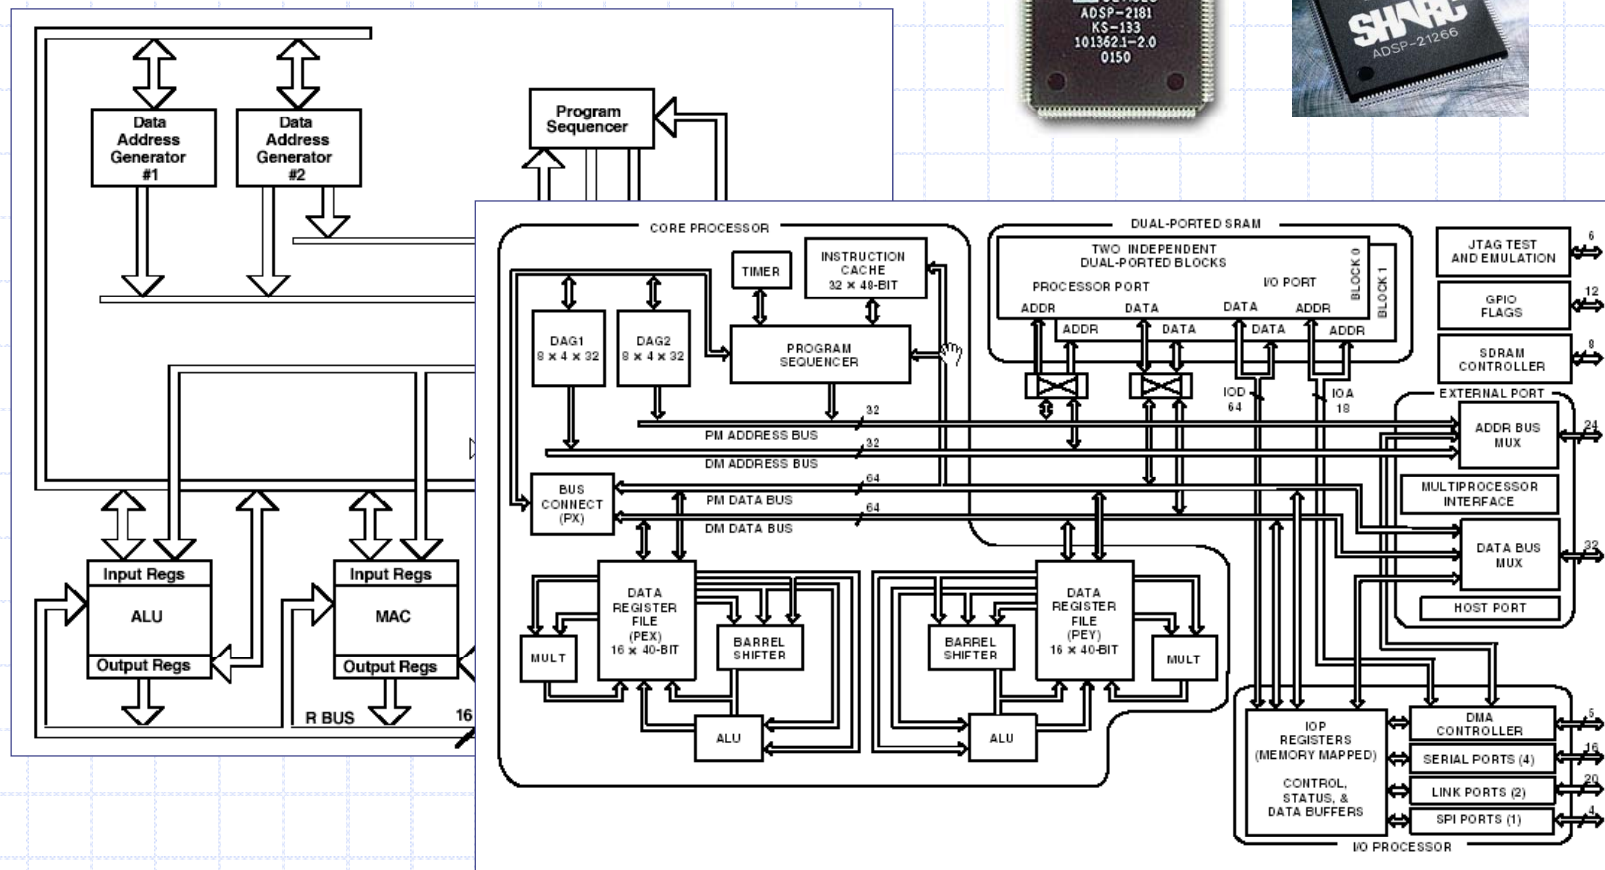 ADSP-2181
KS-133
101362.1-2.0
0150
SHARC
ADSP-21266
Data
Address
Generator
#1
Data
Address
Generator
#2
Program
Sequencer
Input Regs
ALU
Output Regs
Input Regs
MAC
Output Regs
R BUS
16
CORE PROCESSOR
TIMER
INSTRUCTION
CACHE
32 × 48-BIT
DAG1
8 × 4 × 32
DAG2
8 × 4 × 32
PROGRAM
SEQUENCER
32
PM ADDRESS BUS
32
DM ADDRESS BUS
BUS
CONNECT
(PX)
64
PM DATA BUS
64
DM DATA BUS
MULT
DATA
REGISTER
FILE
(PEX)
16 × 40-BIT
BARREL
SHIFTER
ALU
BARREL
SHIFTER
DATA
REGISTER
FILE
(PEY)
16 × 40-BIT
MULT
ALU
DUAL-PORTED SRAM
TWO INDEPENDENT
DUAL-PORTED BLOCKS
PROCESSOR PORT
I/O PORT
BLOCK 0
BLOCK 1
ADDR
DATA
DATA
ADDR
ADDR
DATA
DATA
ADDR
IOD
64
IOA
18
JTAG TEST
AND EMULATION
6
GPIO
FLAGS
12
SDRAM
CONTROLLER
8
EXTERNAL PORT
ADDR BUS
MUX
24
MULTIPROCESSOR
INTERFACE
DATA BUS
MUX
32
HOST PORT
IOP
REGISTERS
(MEMORY MAPPED)
CONTROL,
STATUS, &
DATA BUFFERS
DMA
CONTROLLER
5
SERIAL PORTS (4)
16
LINK PORTS (2)
20
SPI PORTS (1)
4
I/O PROCESSOR